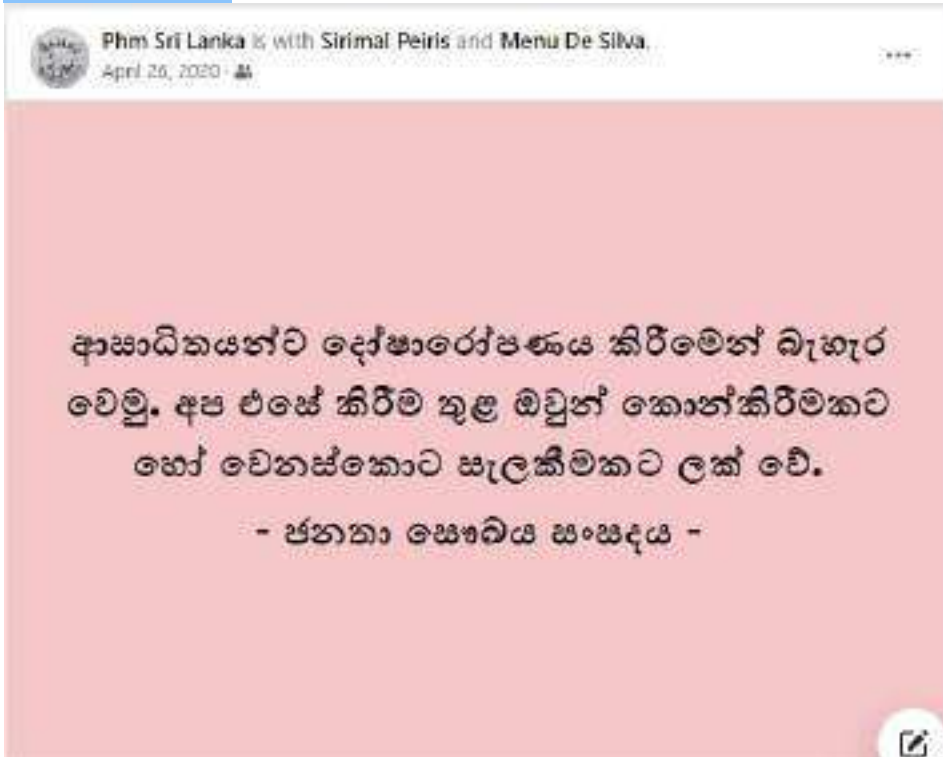 Phm Sri Lanka is with Sirimal Peiris and Menu De Silva.
April 26, 2020 ·
ආසාධිතයන්ට දෝෂාරෝපණය කිරීමෙන් බැහැර
වෙමු. අප එසේ කිරීම තුළ ඔවුන් කොන්කිරීමකට
හෝ වෙනස්කොට සැලකීමකට ලක් වේ.
- ජනතා සෞඛ්‍ය සංසදය -